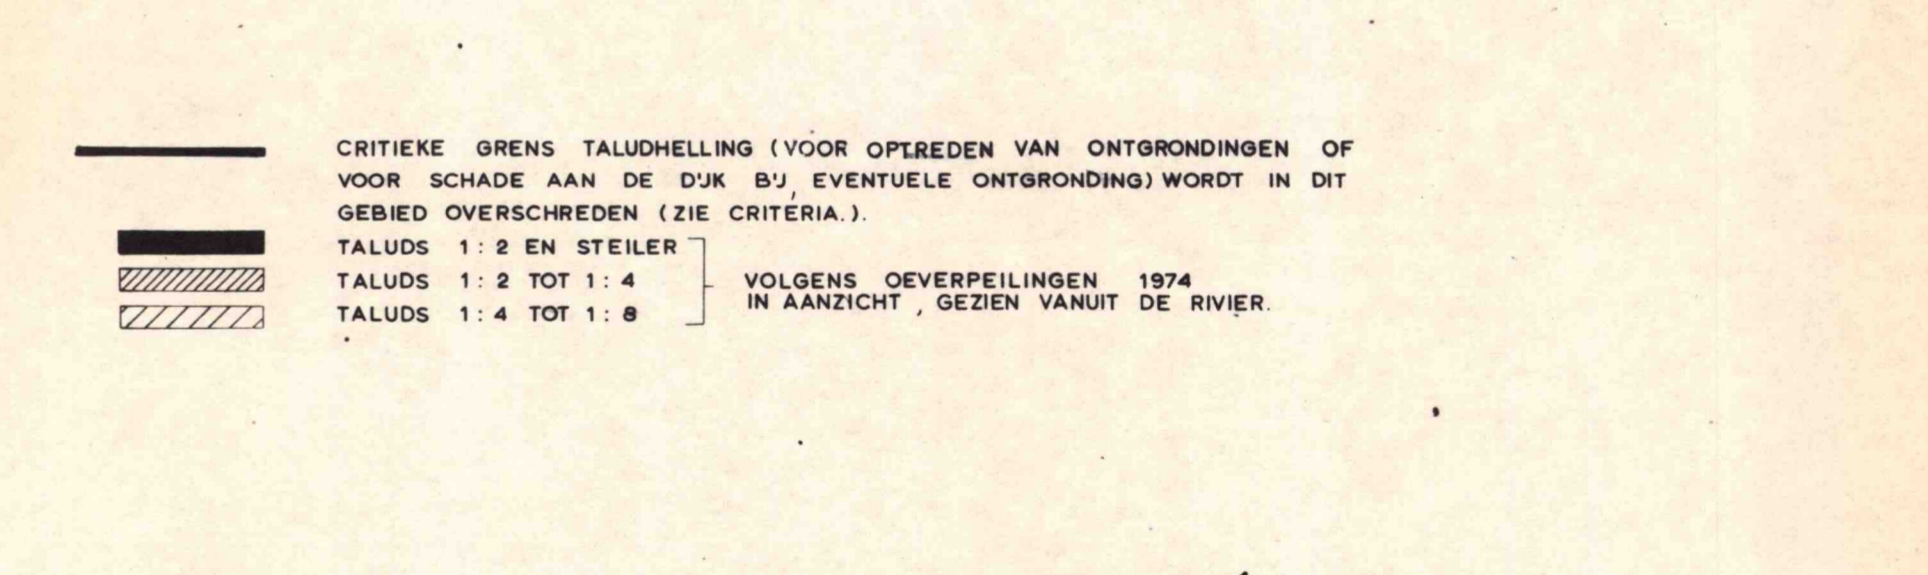 CRITIEKE GRENS TALUDHELLING (VOOR OPTREDEN VAN ONTGRONDINGEN OF
VOOR SCHADE AAN DE DIJK BIJ EVENTUELE ONTGRONDING) WORDT IN DIT
GEBIED OVERSCHREDEN (ZIE CRITERIA.).
TALUDS 1:2 EN STEILER
TALUDS 1:2 TOT 1:4
TALUDS 1:4 TOT 1:8
VOLGENS OEVERPEILINGEN 1974
IN AANZICHT, GEZIEN VANUIT DE RIVIER.